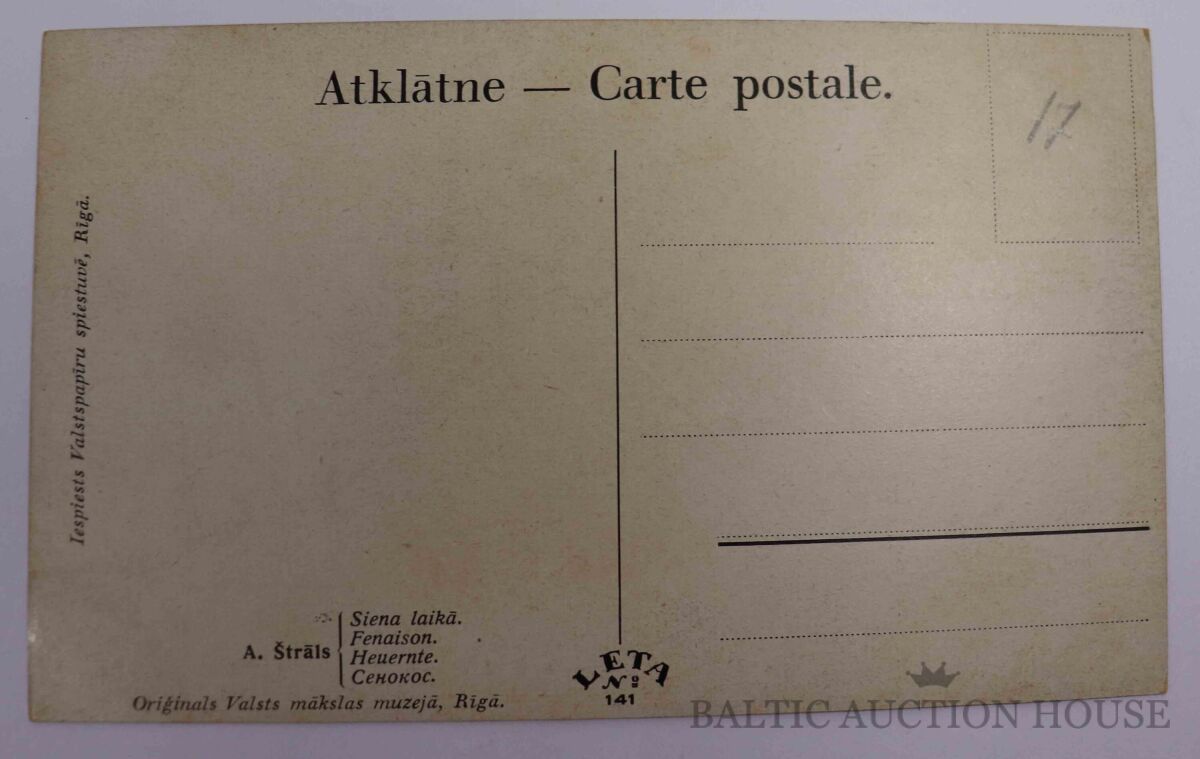 Atklātne — Carte postale.
17
Iespiests Valstspapīru spiestuvē, Rīgā.
A. Štrāls
Siena laikā.
Fenaison.
Heuernte.
Сенокос.
Oriģinals Valsts mākslas muzejā, Rīgā.
LETA
№
141
BALTIC AUCTION HOUSE